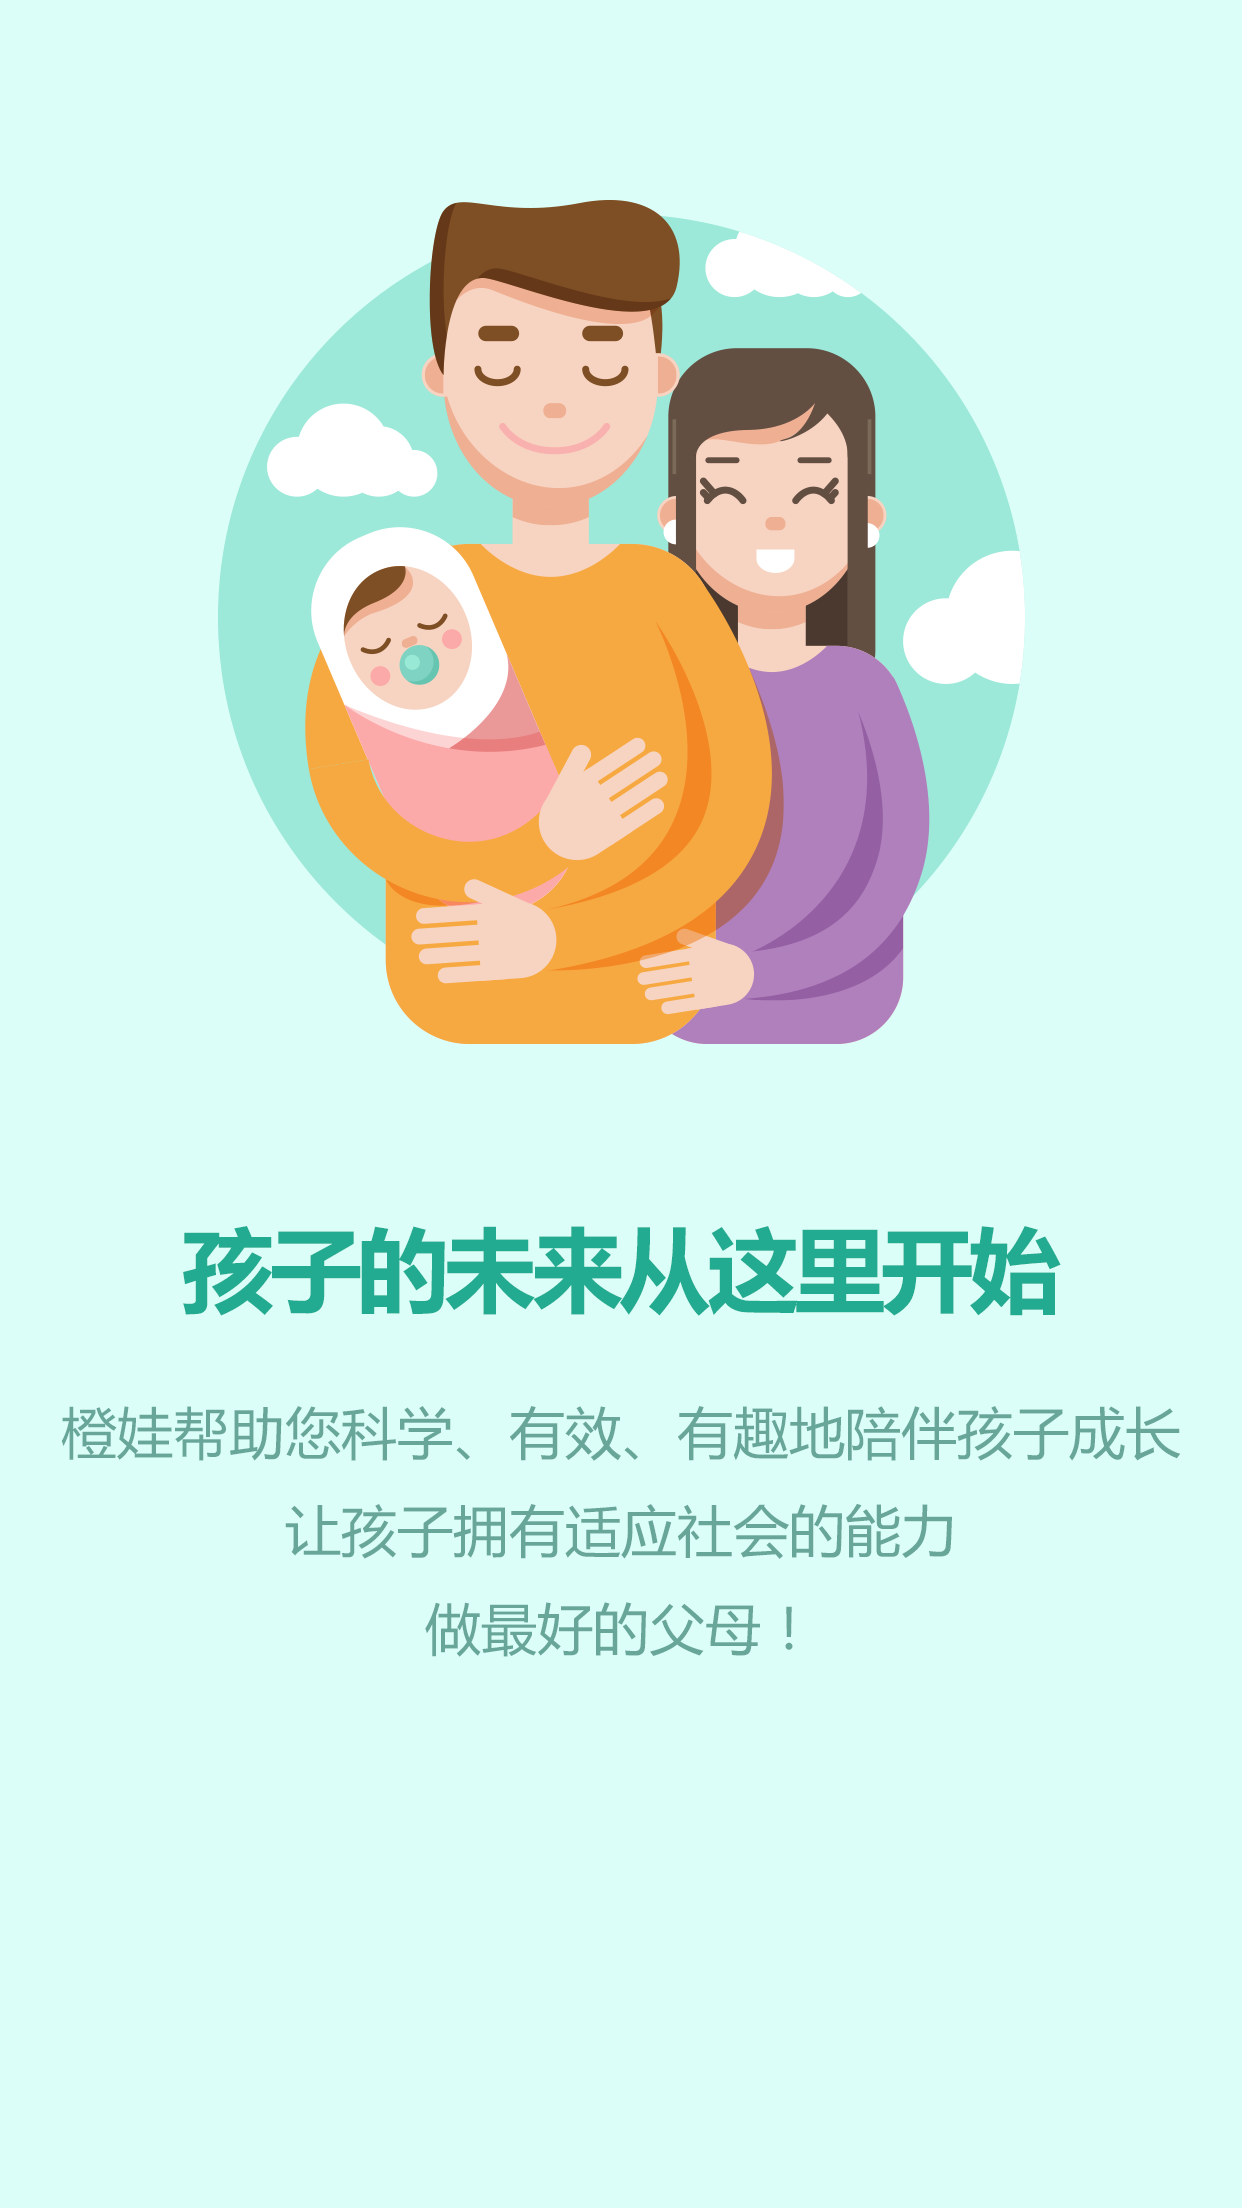 孩子的未来从这里开始
橙娃帮助您科学、有效、有趣地陪伴孩子成长
让孩子拥有适应社会的能力
做最好的父母！